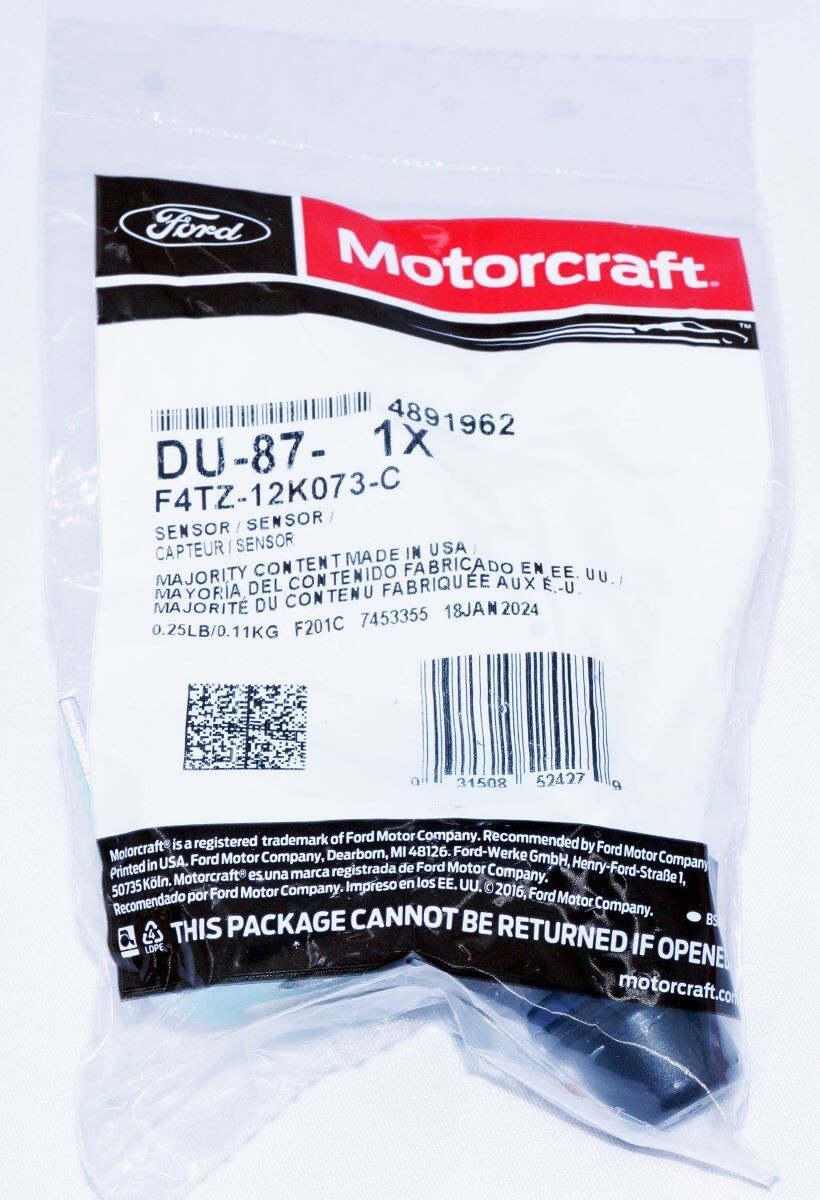 Ford Motorcraft®
TM
4891962
DU-87- 1X
F4TZ-12K073-C
SENSOR / SENSOR /
CAPTEUR / SENSOR
MAJORITY CONTENT MADE IN USA /
MAYORÍA DEL CONTENIDO FABRICADO EN EE. UU. /
MAJORITÉ DU CONTENU FABRIQUÉE AUX É.-U.
0.25LB/0.11KG F201C 7453355 18JAN2024
0 31508 52427 9
Motorcraft® is a registered trademark of Ford Motor Company. Recommended by Ford Motor Company.
Printed in USA. Ford Motor Company, Dearborn, MI 48126. Ford-Werke GmbH, Henry-Ford-Straße 1,
50735 Köln. Motorcraft® es una marca registrada de Ford Motor Company.
Recomendado por Ford Motor Company. Impreso en los EE. UU. © 2016, Ford Motor Company.
BS
4
LDPE
THIS PACKAGE CANNOT BE RETURNED IF OPENED
motorcraft.com